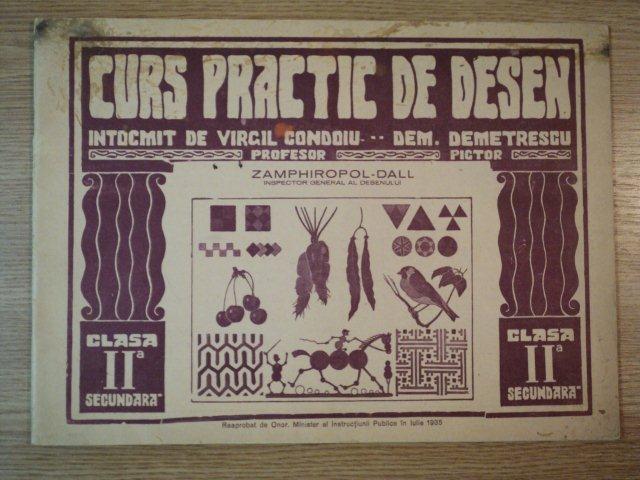 CURS PRACTIC DE DESEN
INTOCMIT DE VIRGIL CONDOIU - DEM. DEMETRESCU
PROFESOR PICTOR
ZAMPHIROPOL-DALL
INSPECTOR GENERAL AL DESENULUI
CLASA
IIa
SECUNDARA
CLASA
IIa
SECUNDARA
Reaprobat de Onor. Minister al Instrucțiunii Publice în Iulie 1935